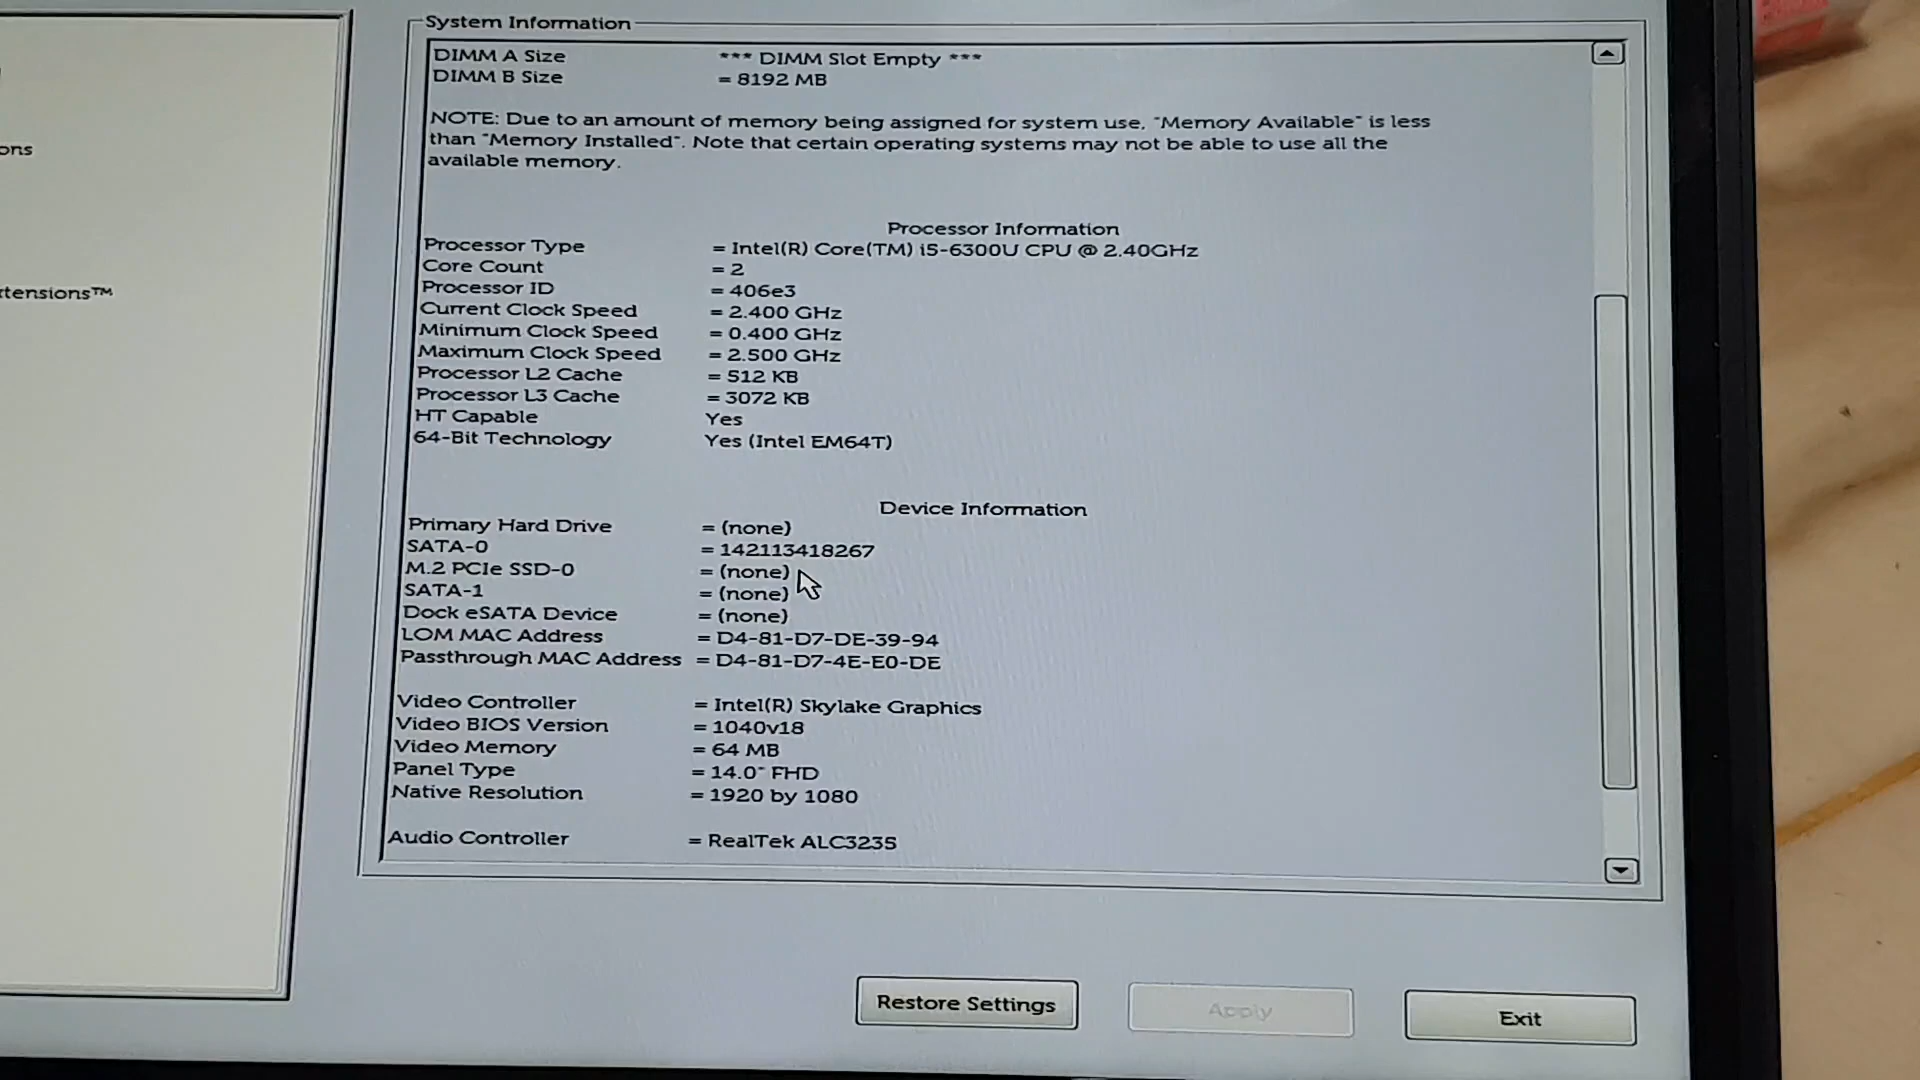 System Information
DIMM A Size *** DIMM Slot Empty ***
DIMM B Size = 8192 MB
NOTE: Due to an amount of memory being assigned for system use, "Memory Available" is less
than "Memory Installed". Note that certain operating systems may not be able to use all the
available memory.
ons
Processor Information
Processor Type = Intel(R) Core(TM) i5-6300U CPU @ 2.40GHz
Core Count = 2
Processor ID = 406e3
tensions™
Current Clock Speed = 2.400 GHz
Minimum Clock Speed = 0.400 GHz
Maximum Clock Speed = 2.500 GHz
Processor L2 Cache = 512 KB
Processor L3 Cache = 3072 KB
HT Capable Yes
64-Bit Technology Yes (Intel EM64T)
Device Information
Primary Hard Drive = (none)
SATA-0 = 142113418267
M.2 PCIe SSD-0 = (none)
SATA-1 = (none)
Dock eSATA Device = (none)
LOM MAC Address = D4-81-D7-DE-39-94
Passthrough MAC Address = D4-81-D7-4E-E0-DE
Video Controller = Intel(R) Skylake Graphics
Video BIOS Version = 1040v18
Video Memory = 64 MB
Panel Type = 14.0" FHD
Native Resolution = 1920 by 1080
Audio Controller = RealTek ALC3235
Restore Settings
Apply
Exit